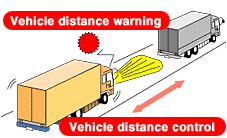 Vehicle distance warning
Vehicle distance control